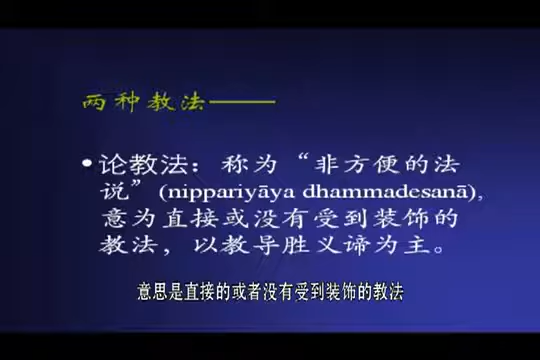 两种教法——
•论教法：称为“非方便的法
说”(nippariyāya dhammadesanā),
意为直接或没有受到装饰的
教法，以教导胜义谛为主。
意思是直接的或者没有受到装饰的教法